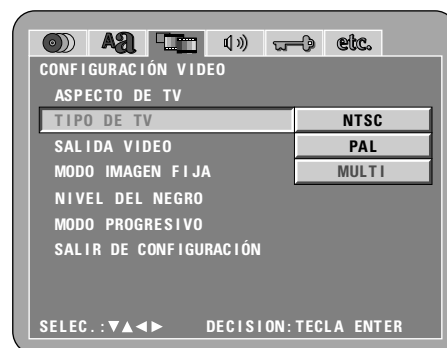 Aa etc.
CONFIGURACIÓN VIDEO
ASPECTO DE TV
TIPO DE TV NTSC
SALIDA VIDEO PAL
MODO IMAGEN FIJA MULTI
NIVEL DEL NEGRO
MODO PROGRESIVO
SALIR DE CONFIGURACIÓN
SELEC.:▼▲◄► DECISION:TECLA ENTER